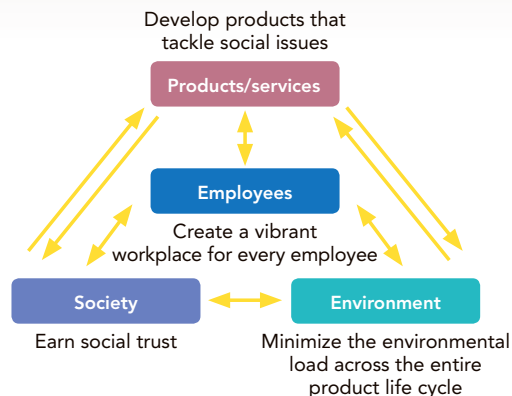 Develop products that
tackle social issues
Products/services
Employees
Create a vibrant
workplace for every employee
Society
Environment
Earn social trust
Minimize the environmental
load across the entire
product life cycle